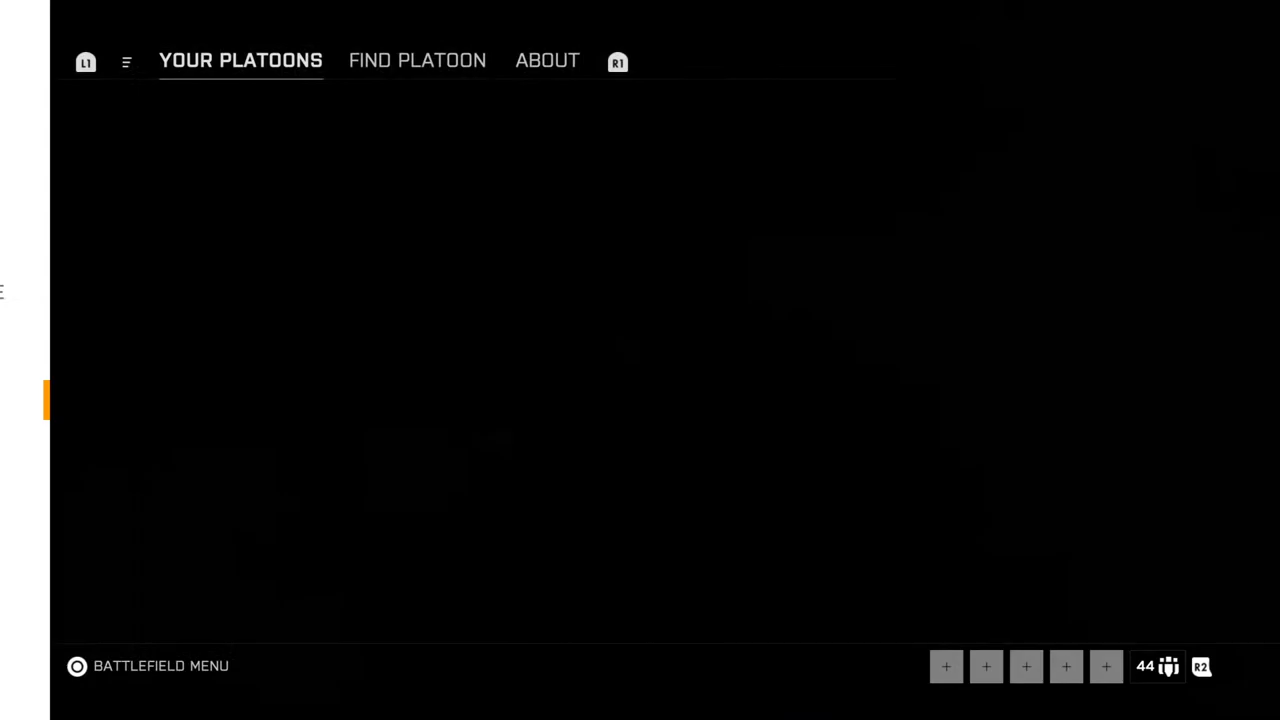 L1 YOUR PLATOONS FIND PLATOON ABOUT R1
E
BATTLEFIELD MENU + + + + + 44 R2